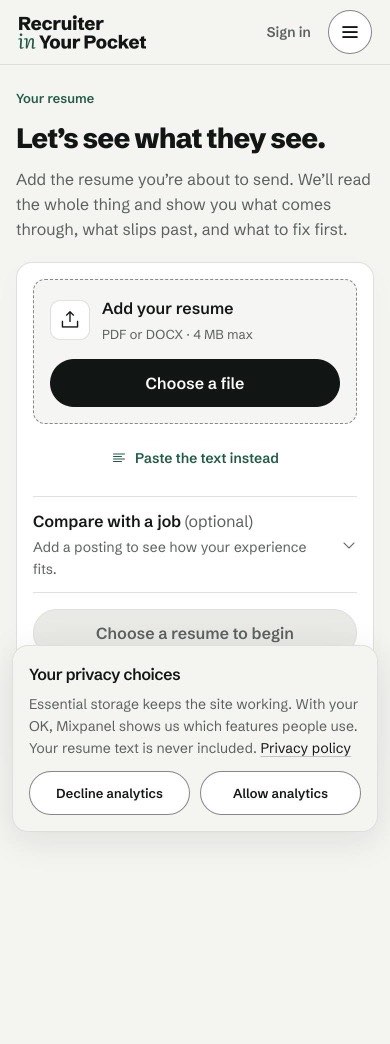 Recruiter
in Your Pocket
Sign in
Your resume
Let’s see what they see.
Add the resume you’re about to send. We’ll read
the whole thing and show you what comes
through, what slips past, and what to fix first.
Add your resume
PDF or DOCX · 4 MB max
Choose a file
Paste the text instead
Compare with a job (optional)
Add a posting to see how your experience
fits.
Choose a resume to begin
Your privacy choices
Essential storage keeps the site working. With your
OK, Mixpanel shows us which features people use.
Your resume text is never included. Privacy policy
Decline analytics
Allow analytics